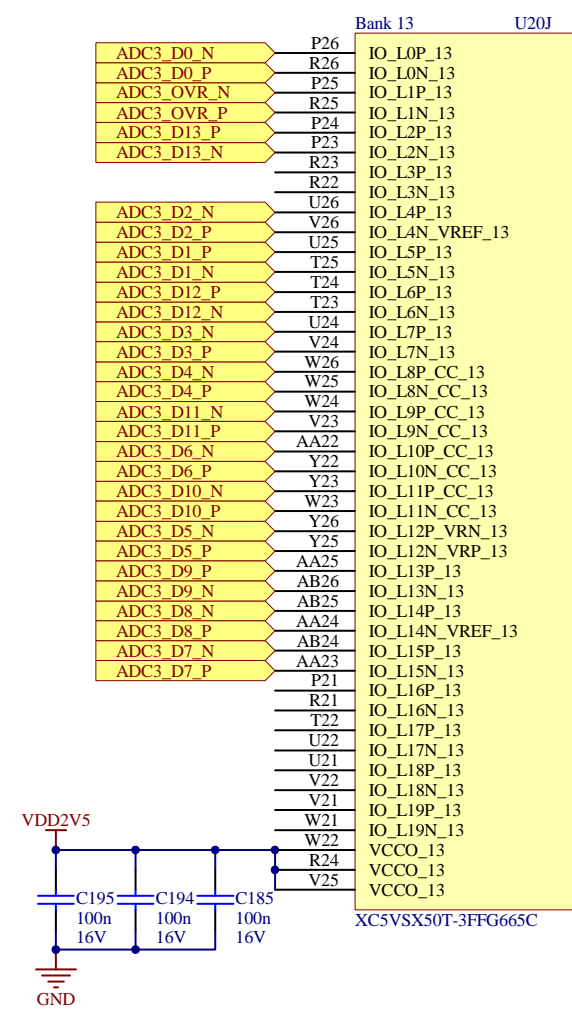 Bank 13 U20J
ADC3_D0_N P26 IO_L0P_13
ADC3_D0_P R26 IO_L0N_13
ADC3_OVR_N P25 IO_L1P_13
ADC3_OVR_P R25 IO_L1N_13
ADC3_D13_P P24 IO_L2P_13
ADC3_D13_N P23 IO_L2N_13
R23 IO_L3P_13
R22 IO_L3N_13
ADC3_D2_N U26 IO_L4P_13
ADC3_D2_P V26 IO_L4N_VREF_13
ADC3_D1_P U25 IO_L5P_13
ADC3_D1_N T25 IO_L5N_13
ADC3_D12_P T24 IO_L6P_13
ADC3_D12_N T23 IO_L6N_13
ADC3_D3_N U24 IO_L7P_13
ADC3_D3_P V24 IO_L7N_13
ADC3_D4_N W26 IO_L8P_CC_13
ADC3_D4_P W25 IO_L8N_CC_13
ADC3_D11_N W24 IO_L9P_CC_13
ADC3_D11_P V23 IO_L9N_CC_13
ADC3_D6_N AA22 IO_L10P_CC_13
ADC3_D6_P Y22 IO_L10N_CC_13
ADC3_D10_N Y23 IO_L11P_CC_13
ADC3_D10_P W23 IO_L11N_CC_13
ADC3_D5_N Y26 IO_L12P_VRN_13
ADC3_D5_P Y25 IO_L12N_VRP_13
ADC3_D9_P AA25 IO_L13P_13
ADC3_D9_N AB26 IO_L13N_13
ADC3_D8_N AB25 IO_L14P_13
ADC3_D8_P AA24 IO_L14N_VREF_13
ADC3_D7_N AB24 IO_L15P_13
ADC3_D7_P AA23 IO_L15N_13
P21 IO_L16P_13
R21 IO_L16N_13
T22 IO_L17P_13
U22 IO_L17N_13
U21 IO_L18P_13
V22 IO_L18N_13
V21 IO_L19P_13
W21 IO_L19N_13
VDD2V5
W22 VCCO_13
R24 VCCO_13
V25 VCCO_13
C195 C194 C185
100n 100n 100n
16V 16V 16V
XC5VSX50T-3FFG665C
GND